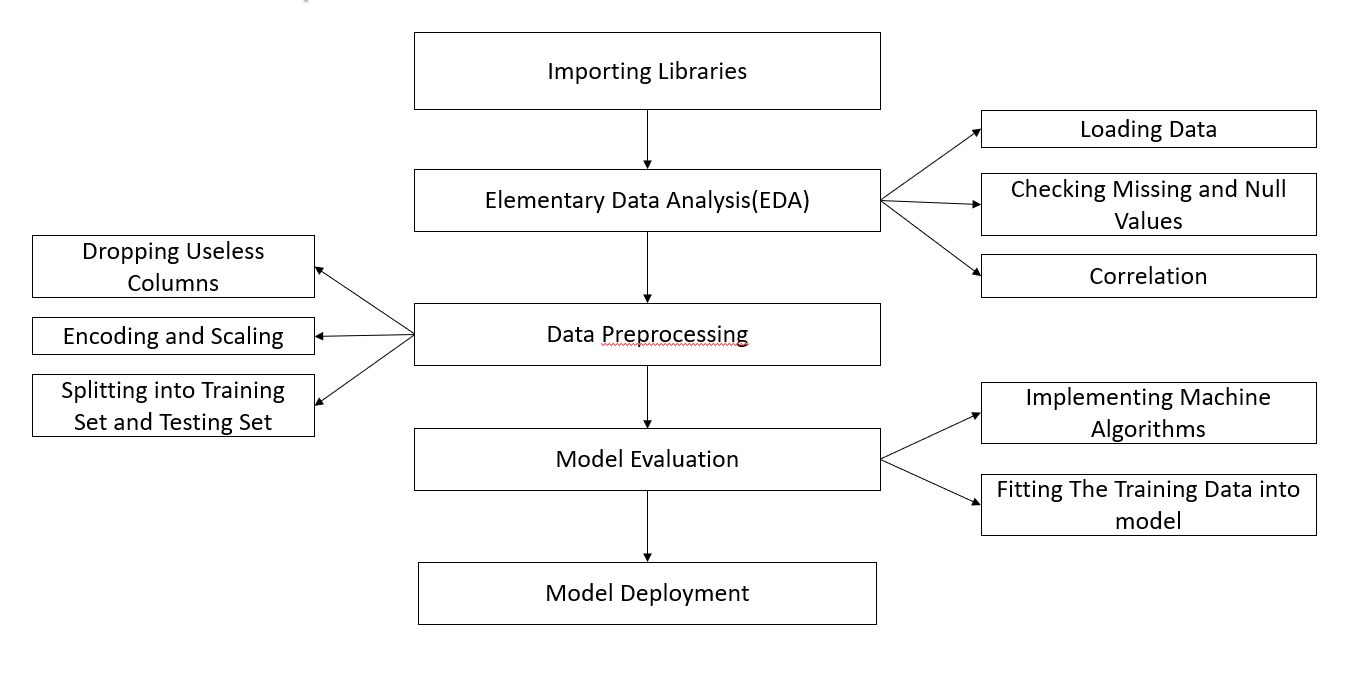 Importing Libraries
Loading Data
Elementary Data Analysis(EDA)
Checking Missing and Null
Values
Correlation
Dropping Useless
Columns
Data Preprocessing
Encoding and Scaling
Splitting into Training
Set and Testing Set
Implementing Machine
Algorithms
Model Evaluation
Fitting The Training Data into
model
Model Deployment